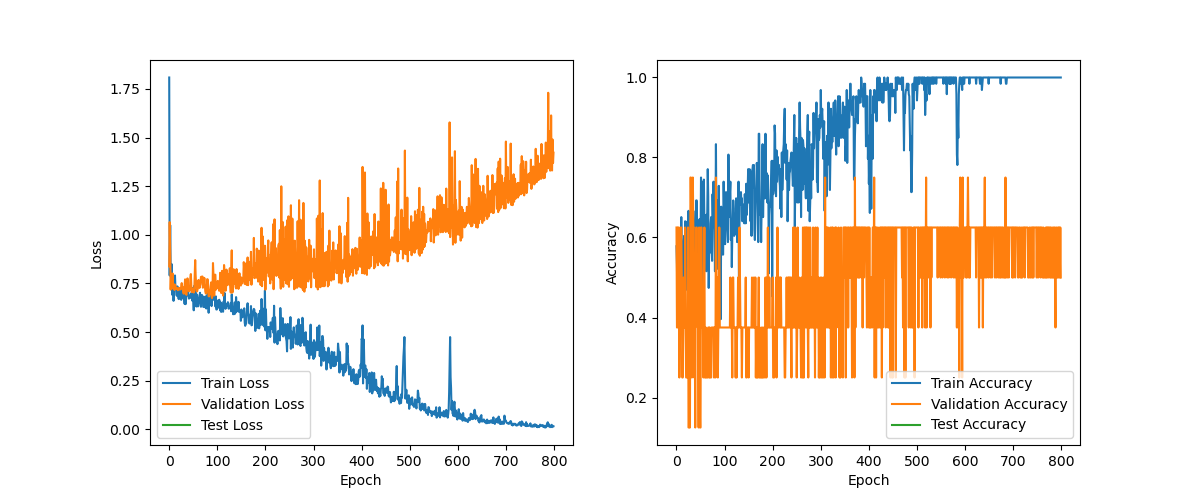 1.75
1.50
1.25
1.00
0.75
0.50
0.25
0.00
Loss
0 100 200 300 400 500 600 700 800
Epoch
Train Loss
Validation Loss
Test Loss
1.0
0.8
0.6
0.4
0.2
Accuracy
0 100 200 300 400 500 600 700 800
Epoch
Train Accuracy
Validation Accuracy
Test Accuracy